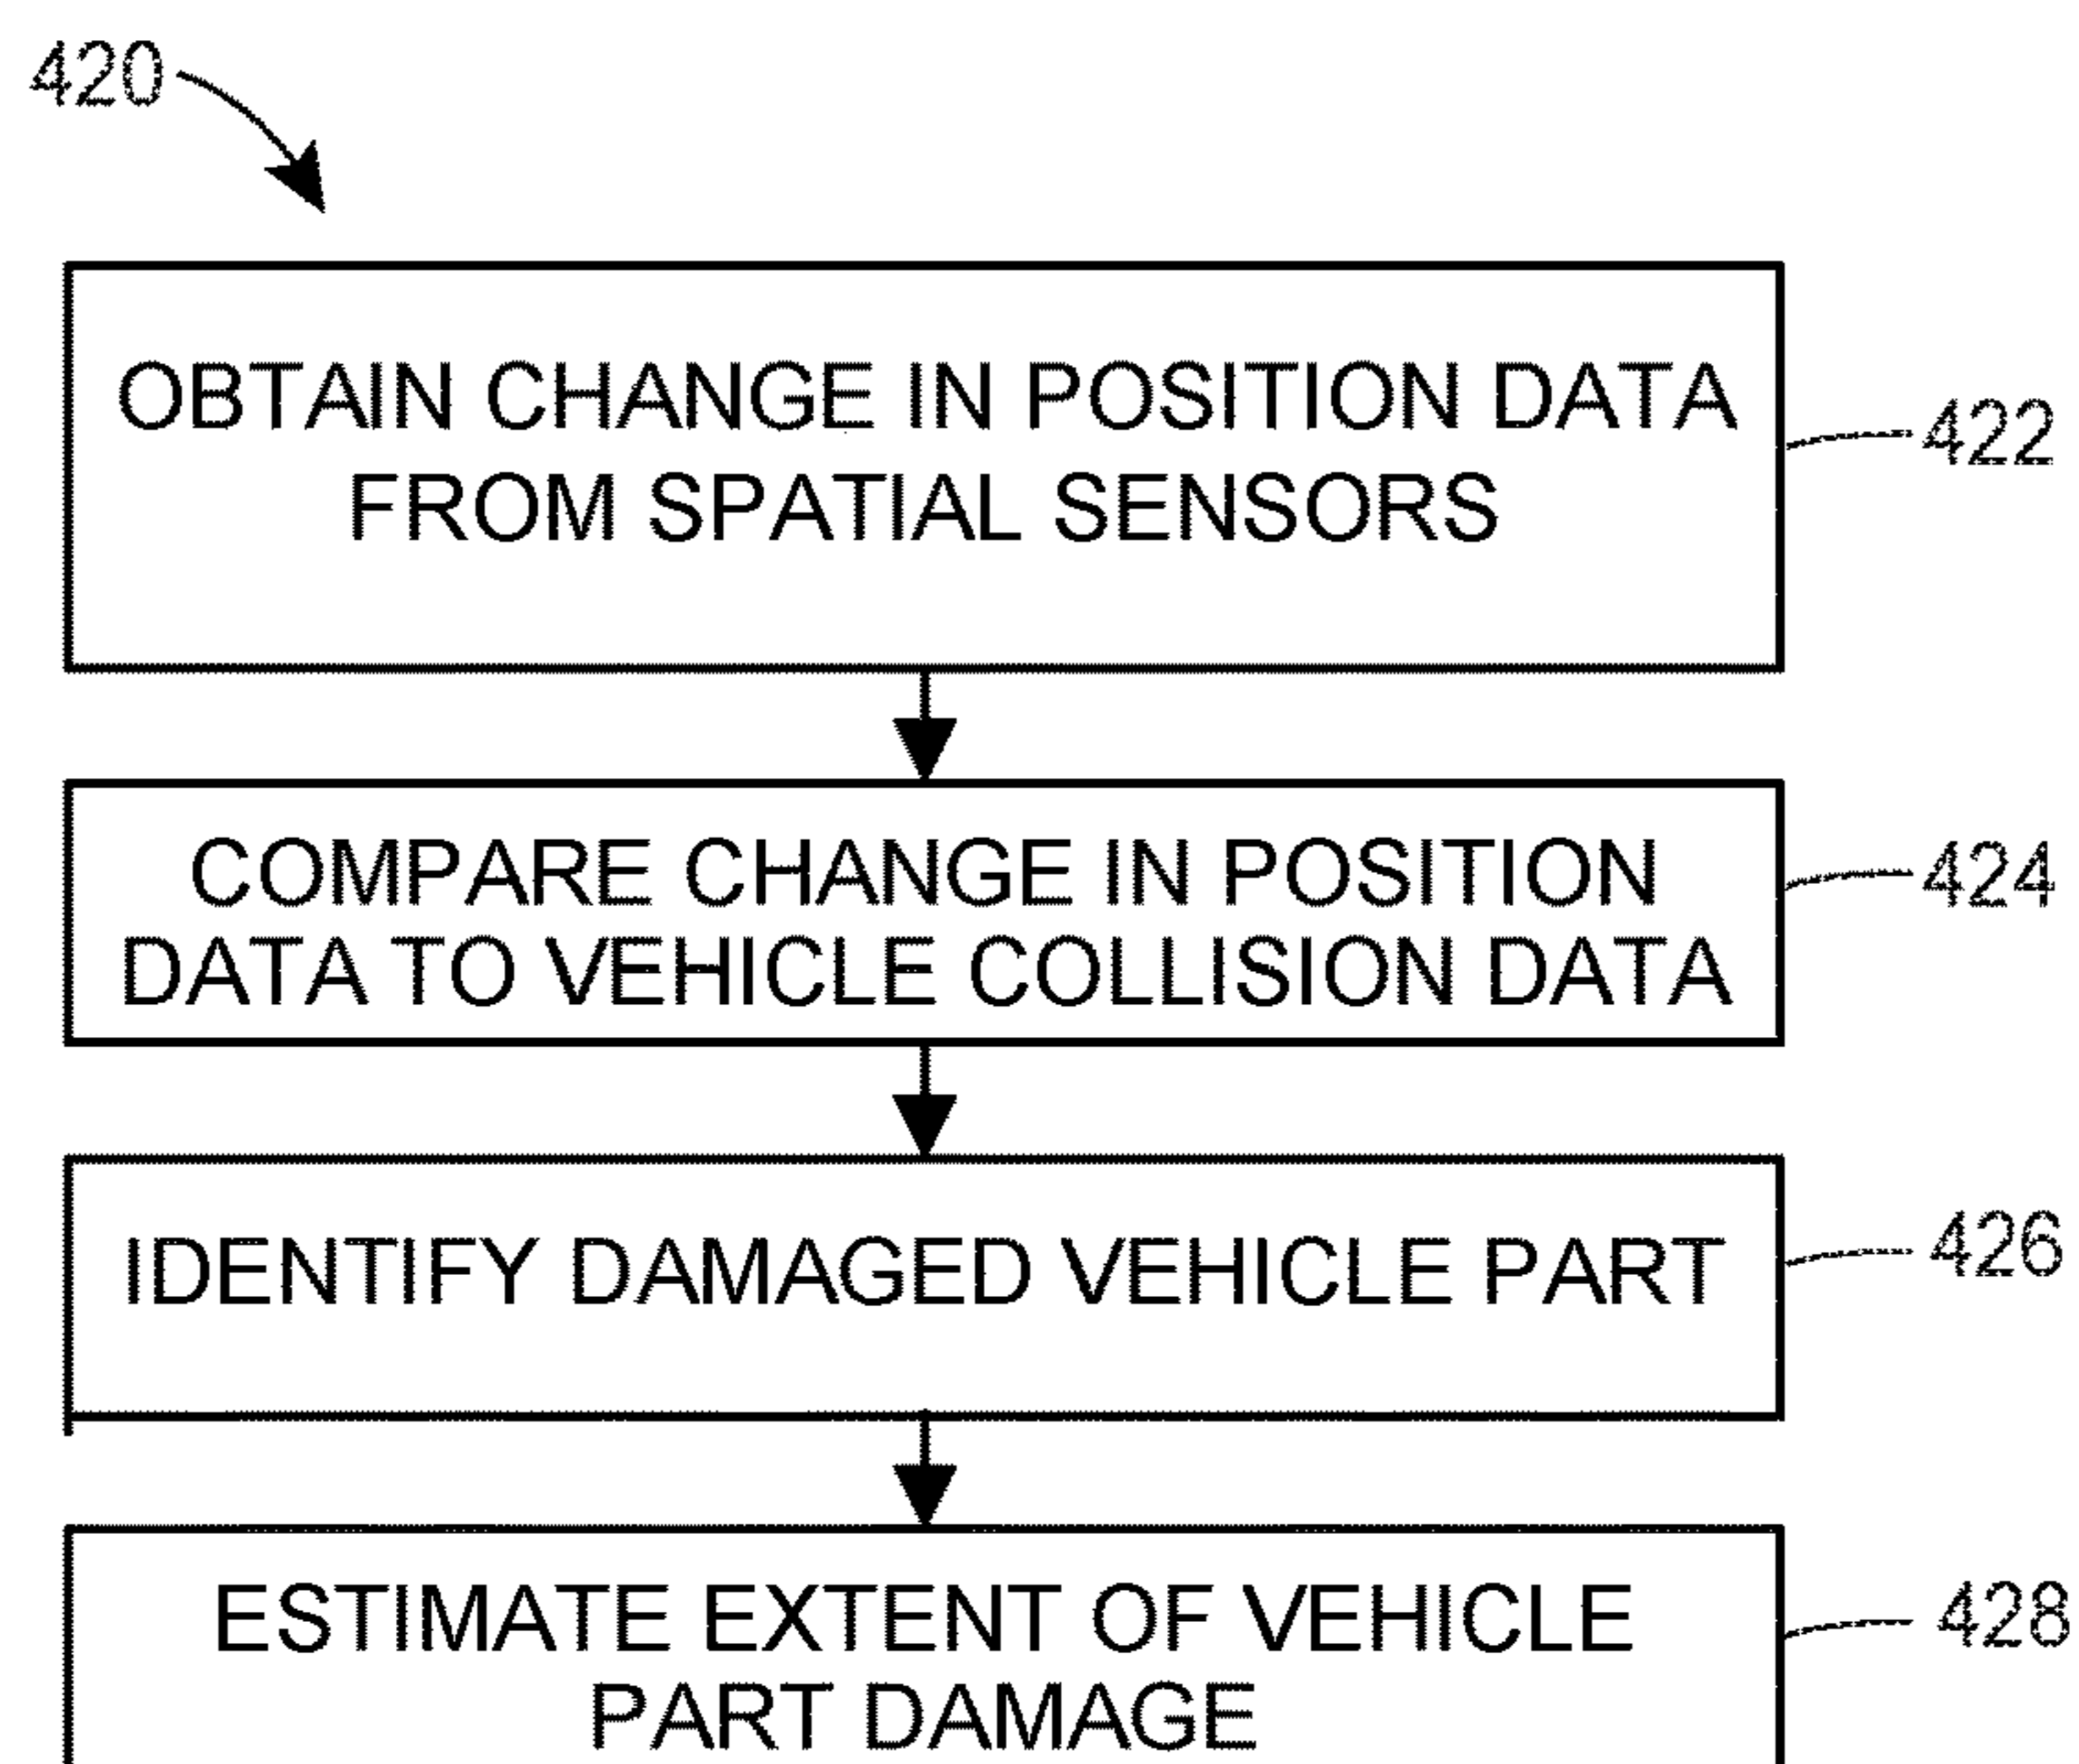 420
OBTAIN CHANGE IN POSITION DATA
FROM SPATIAL SENSORS
422
COMPARE CHANGE IN POSITION
DATA TO VEHICLE COLLISION DATA
424
IDENTIFY DAMAGED VEHICLE PART
426
ESTIMATE EXTENT OF VEHICLE
PART DAMAGE
428